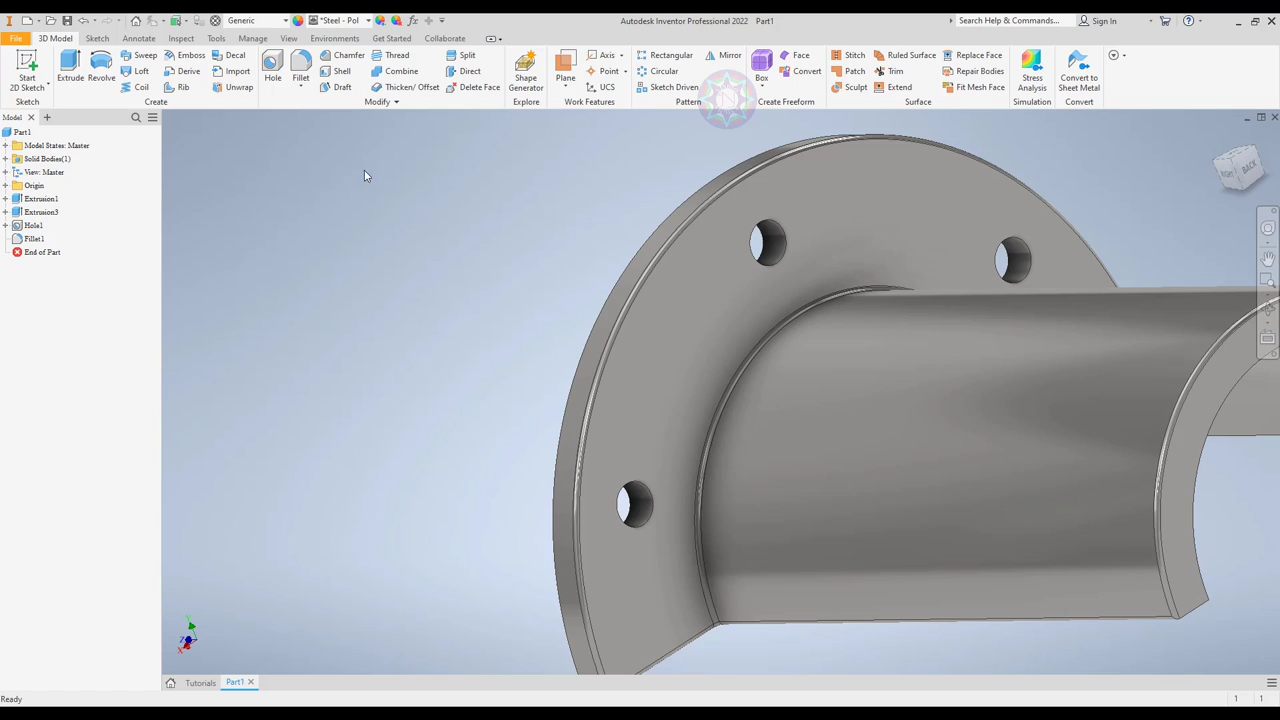 Generic
*Steel - Pol
Autodesk Inventor Professional 2022 Part1
Search Help & Commands...
Sign In
File 3D Model Sketch Annotate Inspect Tools Manage View Environments Get Started Collaborate
Start
2D Sketch
Sketch
Extrude
Revolve
Sweep Emboss Decal
Loft Derive Import
Coil Rib Unwrap
Create
Hole
Fillet
Chamfer Thread Split
Shell Combine Direct
Draft Thicken/ Offset Delete Face
Modify
Shape
Generator
Explore
Plane
Axis
Point
UCS
Work Features
Rectangular Mirror
Circular
Sketch Driven
Pattern
Box
Face
Convert
Create Freeform
Stitch Ruled Surface Replace Face
Patch Trim Repair Bodies
Sculpt Extend Fit Mesh Face
Surface
Stress
Analysis
Simulation
Convert to
Sheet Metal
Convert
Model
Part1
Model States: Master
Solid Bodies(1)
View: Master
Origin
Extrusion1
Extrusion3
Hole1
Fillet1
End of Part
RIGHT BACK
Y
Z
X
Tutorials Part1
Ready
1 1